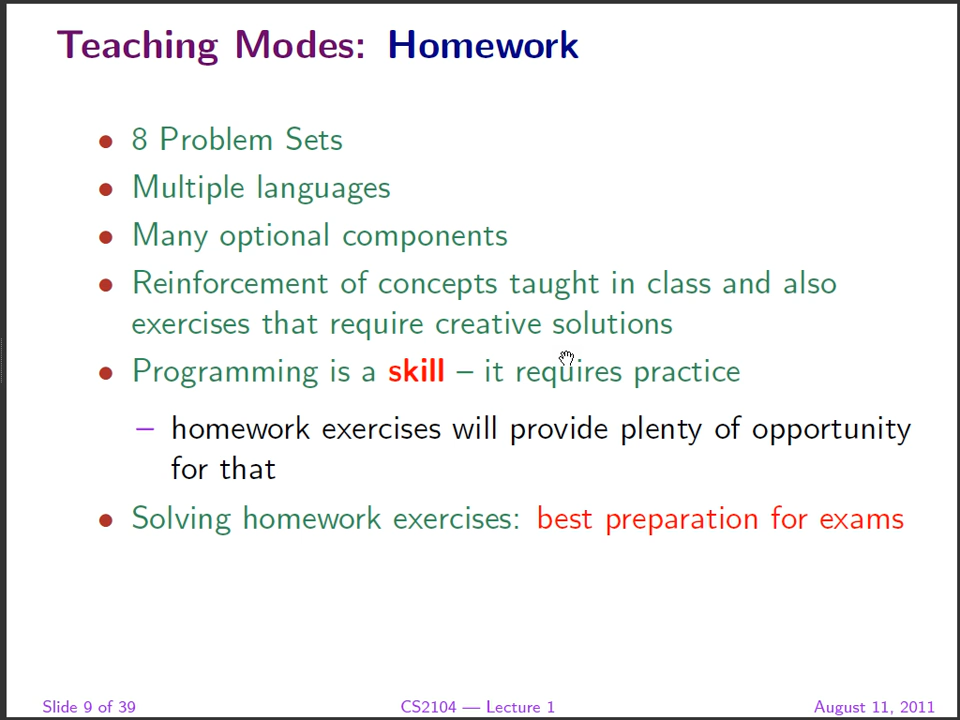 Teaching Modes: Homework
• 8 Problem Sets
• Multiple languages
• Many optional components
• Reinforcement of concepts taught in class and also
exercises that require creative solutions
• Programming is a skill – it requires practice
– homework exercises will provide plenty of opportunity
for that
• Solving homework exercises: best preparation for exams
Slide 9 of 39 CS2104 — Lecture 1 August 11, 2011